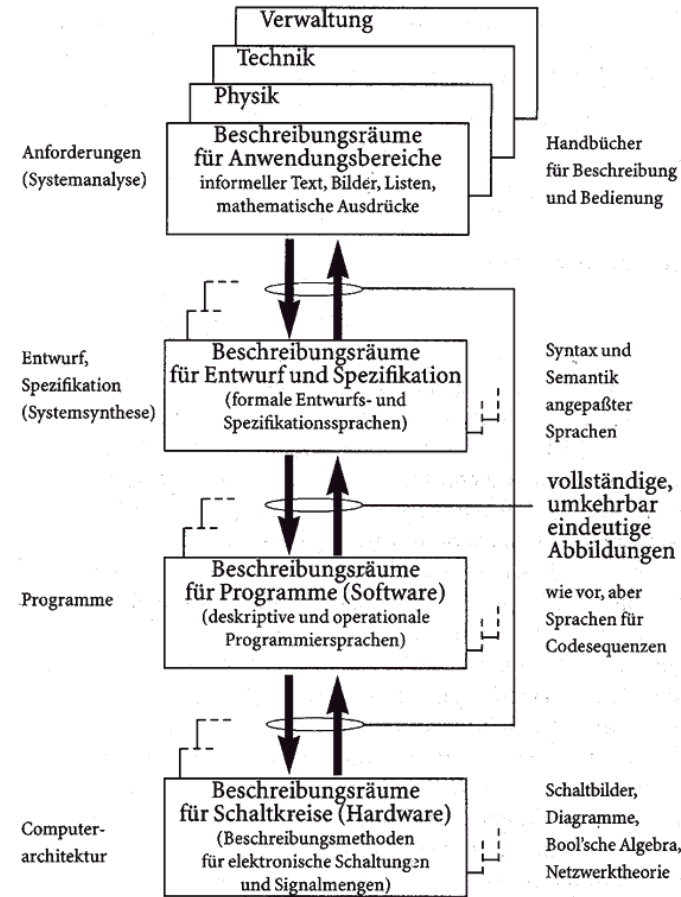 Verwaltung
Technik
Physik
Beschreibungsräume
für Anwendungsbereiche
informeller Text, Bilder, Listen,
mathematische Ausdrücke
Anforderungen
(Systemanalyse)
Handbücher
für Beschreibung
und Bedienung
Entwurf,
Spezifikation
(Systemsynthese)
Beschreibungsräume
für Entwurf und Spezifikation
(formale Entwurfs- und
Spezifikationssprachen)
Syntax und
Semantik
angepaßter
Sprachen
vollständige,
umkehrbar
eindeutige
Abbildungen
Programme
Beschreibungsräume
für Programme (Software)
(deskriptive und operationale
Programmiersprachen)
wie vor, aber
Sprachen für
Codesequenzen
Computer-
architektur
Beschreibungsräume
für Schaltkreise (Hardware)
(Beschreibungsmethoden
für elektronische Schaltungen
und Signalmengen)
Schaltbilder,
Diagramme,
Bool'sche Algebra,
Netzwerktheorie